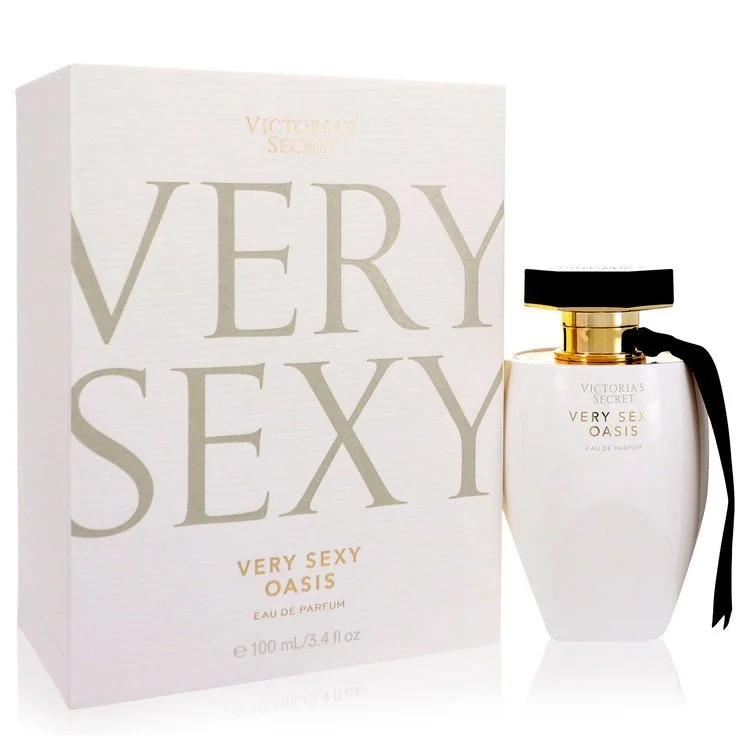 VICTORIA'S
SECRET
VERY
SEXY
VERY SEXY
OASIS
EAU DE PARFUM
e 100 mL/3.4 fl oz
VICTORIA'S
SECRET
VERY SEX
OASIS
EAU DE PARFUM